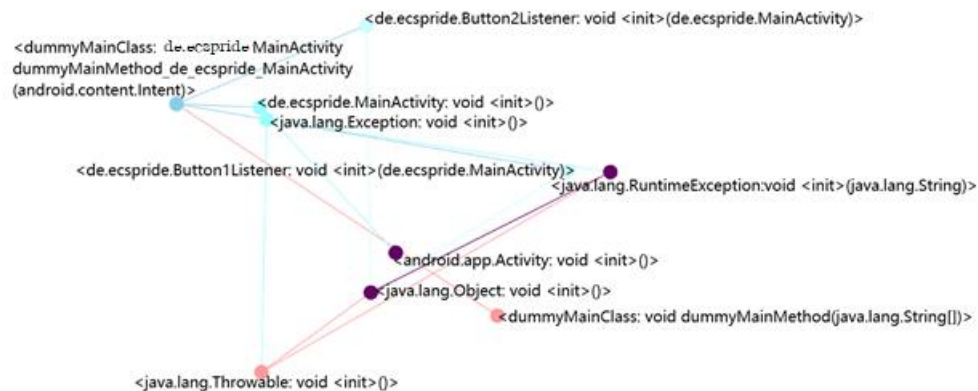 <de.ecspride.Button2Listener: void <init>(de.ecspride.MainActivity)>
<dummyMainClass: de.ecspride MainActivity
dummyMainMethod_de_ecspride_MainActivity
(android.content.Intent)>
<de.ecspride.MainActivity: void <init>()>
<java.lang.Exception: void <init>()>
<de.ecspride.Button1Listener: void <init>(de.ecspride.MainActivity)>
<java.lang.RuntimeException:void <init>(java.lang.String)>
<android.app.Activity: void <init>()>
<java.lang.Object: void <init>()>
<dummyMainClass: void dummyMainMethod(java.lang.String[])>
<java.lang.Throwable: void <init>()>